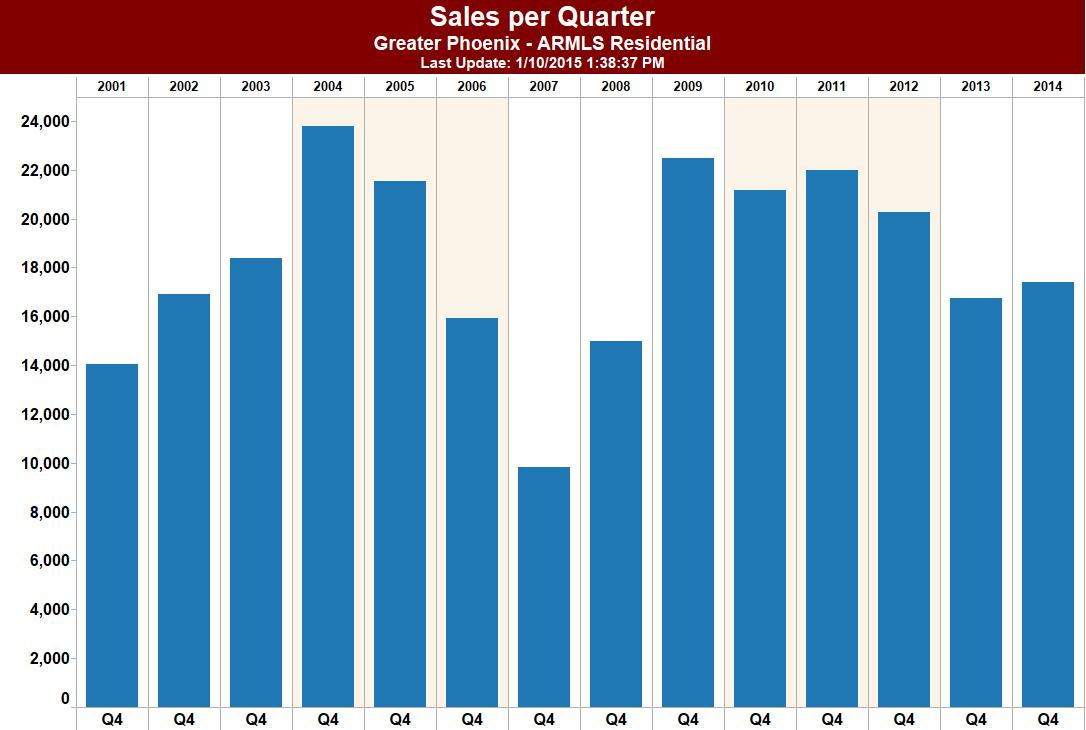 Sales per Quarter
Greater Phoenix - ARMLS Residential
Last Update: 1/10/2015 1:38:37 PM
2001 2002 2003 2004 2005 2006 2007 2008 2009 2010 2011 2012 2013 2014
24,000
22,000
20,000
18,000
16,000
14,000
12,000
10,000
8,000
6,000
4,000
2,000
0
Q4 Q4 Q4 Q4 Q4 Q4 Q4 Q4 Q4 Q4 Q4 Q4 Q4 Q4